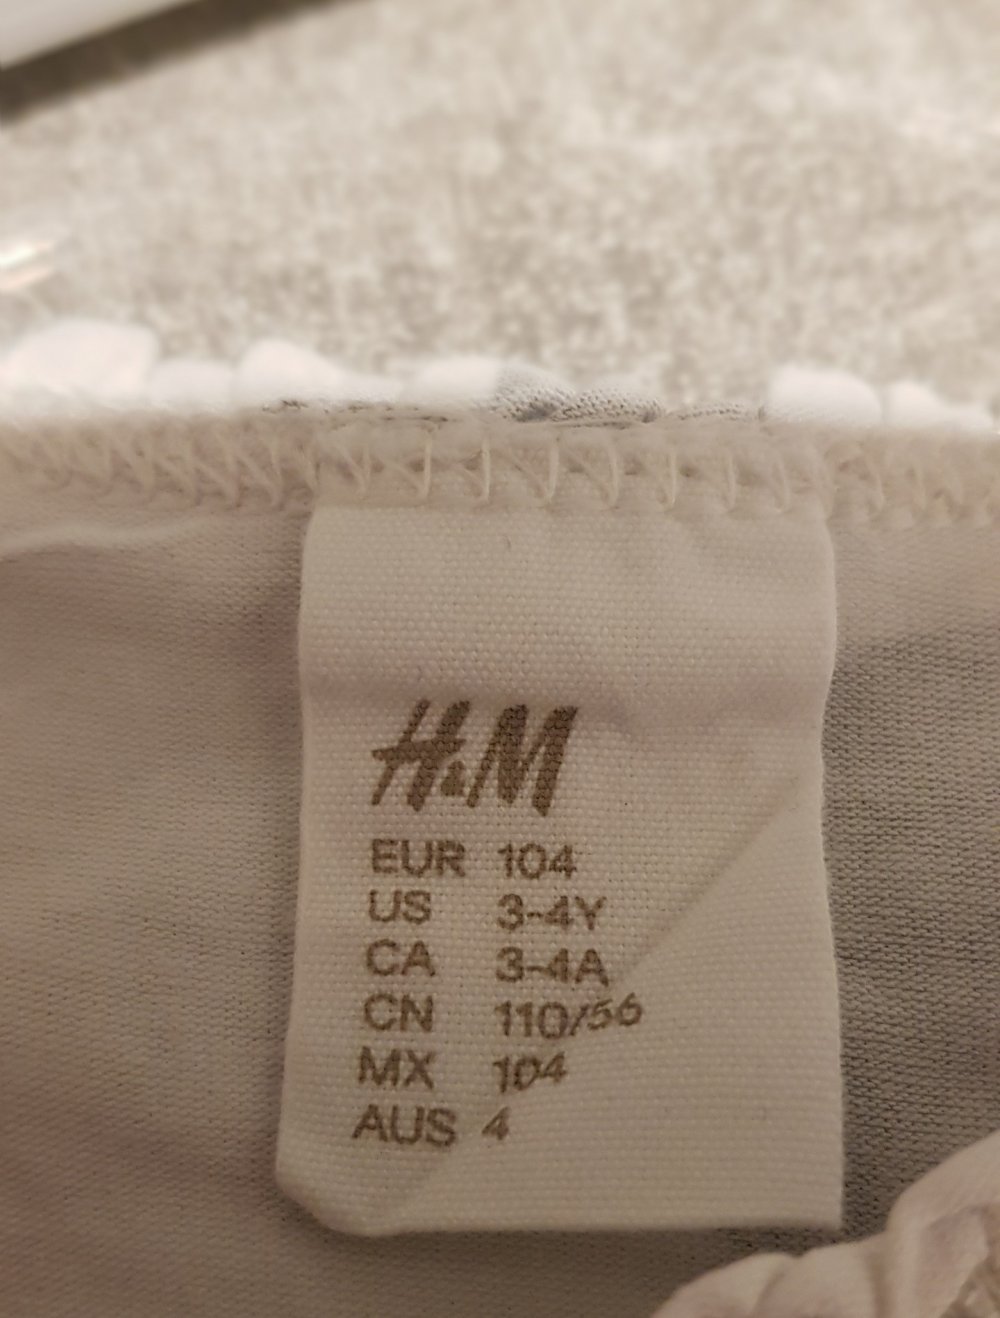 H&M
EUR 104
US 3-4Y
CA 3-4A
CN 110/56
MX 104
AUS 4